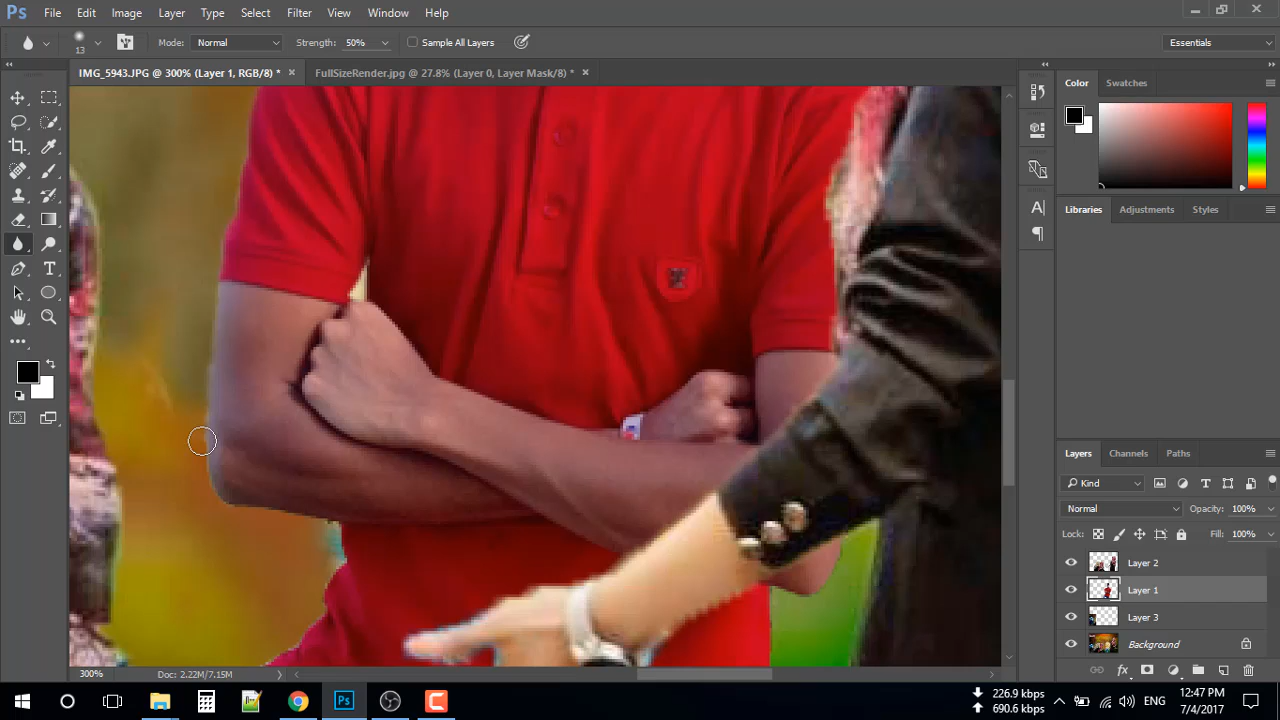 Ps File Edit Image Layer Type Select Filter View Window Help
13 Mode: Normal Strength: 50% Sample All Layers Essentials
IMG_5943.JPG @ 300% (Layer 1, RGB/8) * × FullSizeRender.jpg @ 27.8% (Layer 0, Layer Mask/8) * ×
Color Swatches
Libraries Adjustments Styles
Layers Channels Paths
Kind
Normal Opacity: 100%
Lock: Fill: 100%
Layer 2
Layer 1
Layer 3
Background
300% Doc: 2.22M/7.15M
226.9 kbps
690.6 kbps
ENG
12:47 PM
7/4/2017